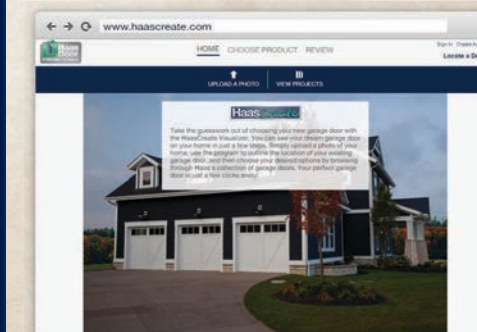 www.haascreate.com
Haas
Door
HOME CHOOSE PRODUCT REVIEW
Sign In
Locate a D
UPLOAD A PHOTO VIEW PROJECTS
HaasCreate
Take the guesswork out of choosing your new garage door with
the HaasCreate Visualizer. You can see your dream garage door
on your home in just a few steps. Simply upload a photo of your
home, use the program to outline the location of your existing
garage door, and then choose your desired options by browsing
through Haas's collection of garage doors. Your perfect garage
door is just a few clicks away!